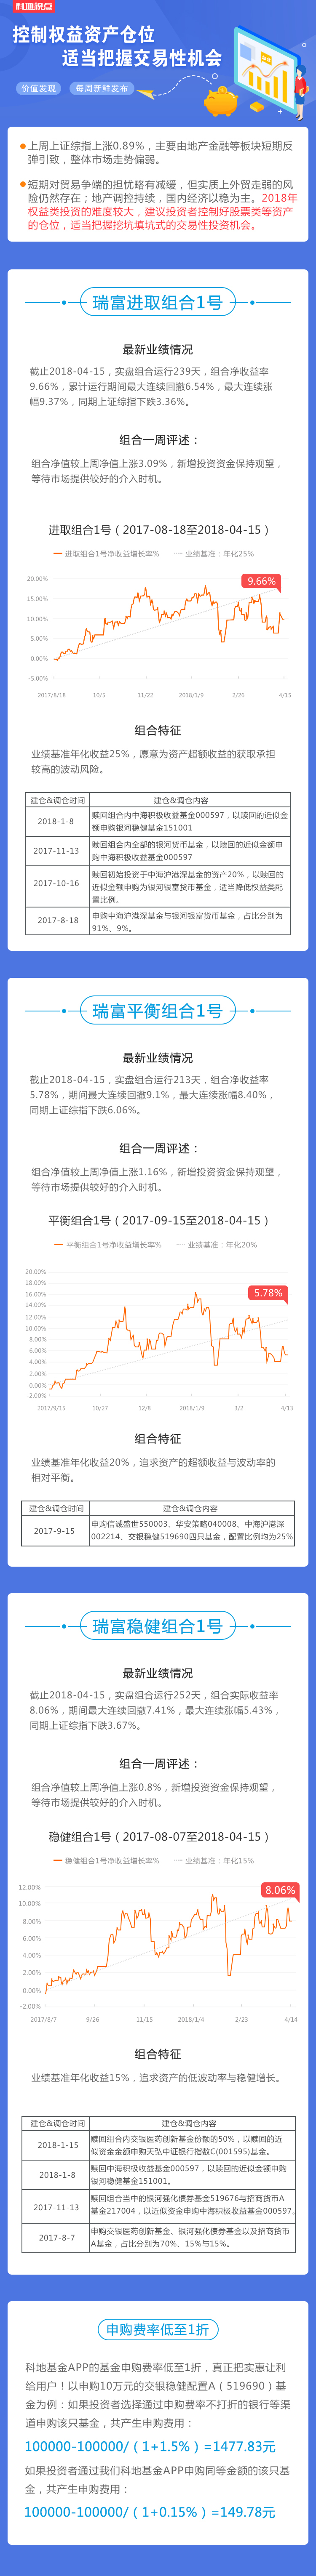 科地视点
控制权益资产仓位
适当把握交易性机会
价值发现
每周新鲜发布
上周上证综指上涨0.89%，主要由地产金融等板块短期反
弹引致，整体市场走势偏弱。
短期对贸易争端的担忧略有减缓，但实质上外贸走弱的风
险仍然存在；地产调控持续，国内经济以稳为主。2018年
权益类投资的难度较大，建议投资者控制好股票类等资产
的仓位，适当把握挖坑填坑式的交易性投资机会。
瑞富进取组合1号
最新业绩情况
截止2018-04-15，实盘组合运行239天，组合净收益率
9.66%，累计运行期间最大连续回撤6.54%，最大连续涨
幅9.37%，同期上证综指下跌3.36%。
组合一周评述：
组合净值较上周净值上涨3.09%，新增投资资金保持观望，
等待市场提供较好的介入时机。
进取组合1号（2017-08-18至2018-04-15）
进取组合1号净收益增长率%
业绩基准：年化25%
9.66%
20.00%
15.00%
10.00%
5.00%
0.00%
-5.00%
2017/8/18
10/5
11/22
2018/1/9
2/26
4/15
组合特征
业绩基准年化收益25%，愿意为资产超额收益的获取承担
较高的波动风险。
建仓&调仓时间
建仓&调仓内容
2018-1-8
赎回组合内中海积极收益基金000597，以赎回的近似金
额申购银河稳健基金151001
2017-11-13
赎回组合内全部的银河货币基金，以赎回的近似金额申
购中海积极收益基金000597
2017-10-16
赎回初始投资于中海沪港深基金的资产20%，以赎回的
近似金额申购为银河银富货币基金，适当降低权益类配
置比例。
2017-8-18
申购中海沪港深基金与银河银富货币基金，占比分别为
91%、9%。
瑞富平衡组合1号
最新业绩情况
截止2018-04-15，实盘组合运行213天，组合净收益率
5.78%，期间最大连续回撤9.1%，最大连续涨幅8.40%，
同期上证综指下跌6.06%。
组合一周评述：
组合净值较上周净值上涨1.16%，新增投资资金保持观望，
等待市场提供较好的介入时机。
平衡组合1号（2017-09-15至2018-04-15）
平衡组合1号净收益增长率%
业绩基准：年化20%
5.78%
20.00%
18.00%
16.00%
14.00%
12.00%
10.00%
8.00%
6.00%
4.00%
2.00%
0.00%
-2.00%
2017/9/15
10/27
12/8
2018/1/9
3/2
4/13
组合特征
业绩基准年化收益20%，追求资产的超额收益与波动率的
相对平衡。
建仓&调仓时间
建仓&调仓内容
2017-9-15
申购信诚盛世550003、华安策略040008、中海沪港深
002214、交银稳健519690四只基金，配置比例均为25%
瑞富稳健组合1号
最新业绩情况
截止2018-04-15，实盘组合运行252天，组合实际收益率
8.06%，期间最大连续回撤7.41%，最大连续涨幅5.43%，
同期上证综指下跌3.67%。
组合一周评述：
组合净值较上周净值上涨0.8%，新增投资资金保持观望，
等待市场提供较好的介入时机。
稳健组合1号（2017-08-07至2018-04-15）
稳健组合1号净收益增长率%
业绩基准：年化15%
8.06%
12.00%
10.00%
8.00%
6.00%
4.00%
2.00%
0.00%
-2.00%
2017/8/7
9/26
11/15
2018/1/4
2/23
4/14
组合特征
业绩基准年化收益15%，追求资产的低波动率与稳健增长。
建仓&调仓时间
建仓&调仓内容
2018-1-15
赎回组合内交银医药创新基金份额的50%，以赎回的近
似资金金额申购天弘中证银行指数C(001595)基金。
2018-1-8
赎回中海积极收益基金000597，以赎回的近似金额申购
银河稳健基金151001。
2017-11-13
赎回组合当中的银河强化债券基金519676与招商货币A
基金217004，以近似资金申购中海积极收益基金000597。
2017-8-7
申购交银医药创新基金、银河强化债券基金以及招商货币
A基金，占比分别为70%、15%与15%。
申购费率低至1折
科地基金APP的基金申购费率低至1折，真正把实惠让利
给用户！以申购10万元的交银稳健配置A（519690）基
金为例：如果投资者选择通过申购费率不打折的银行等渠
道申购该只基金，共产生申购费用：
100000-100000/（1+1.5%）=1477.83元
如果投资者通过我们科地基金APP申购同等金额的该只基
金，共产生申购费用：
100000-100000/（1+0.15%）=149.78元